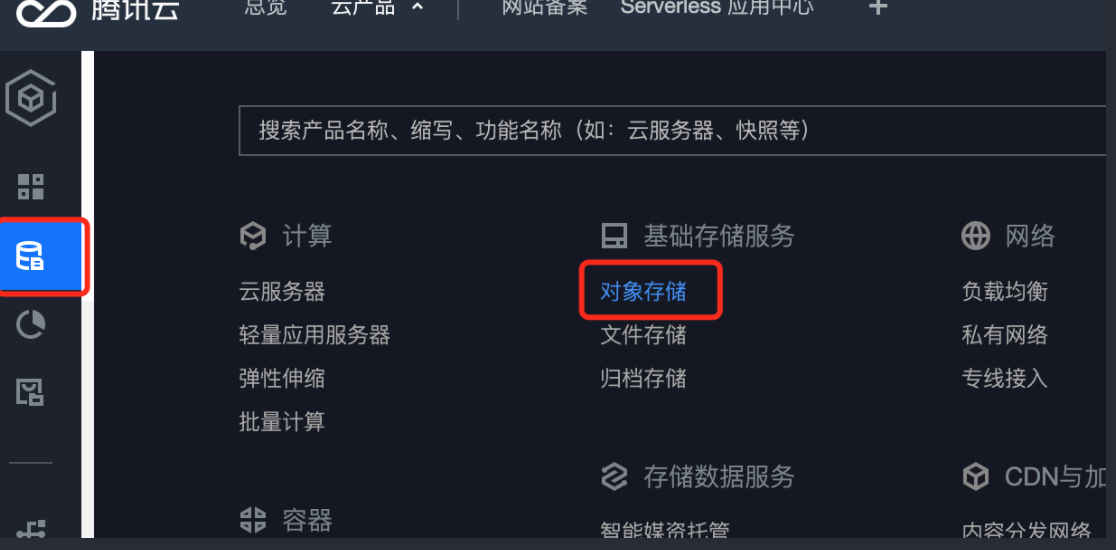 腾讯云 总览 云产品 网站备案 Serverless 应用中心 +
搜索产品名称、缩写、功能名称（如：云服务器、快照等）
计算 基础存储服务 网络
云服务器 对象存储 负载均衡
轻量应用服务器 文件存储 私有网络
弹性伸缩 归档存储 专线接入
批量计算
存储数据服务 CDN与加
容器
智能媒资托管 内容分发网络